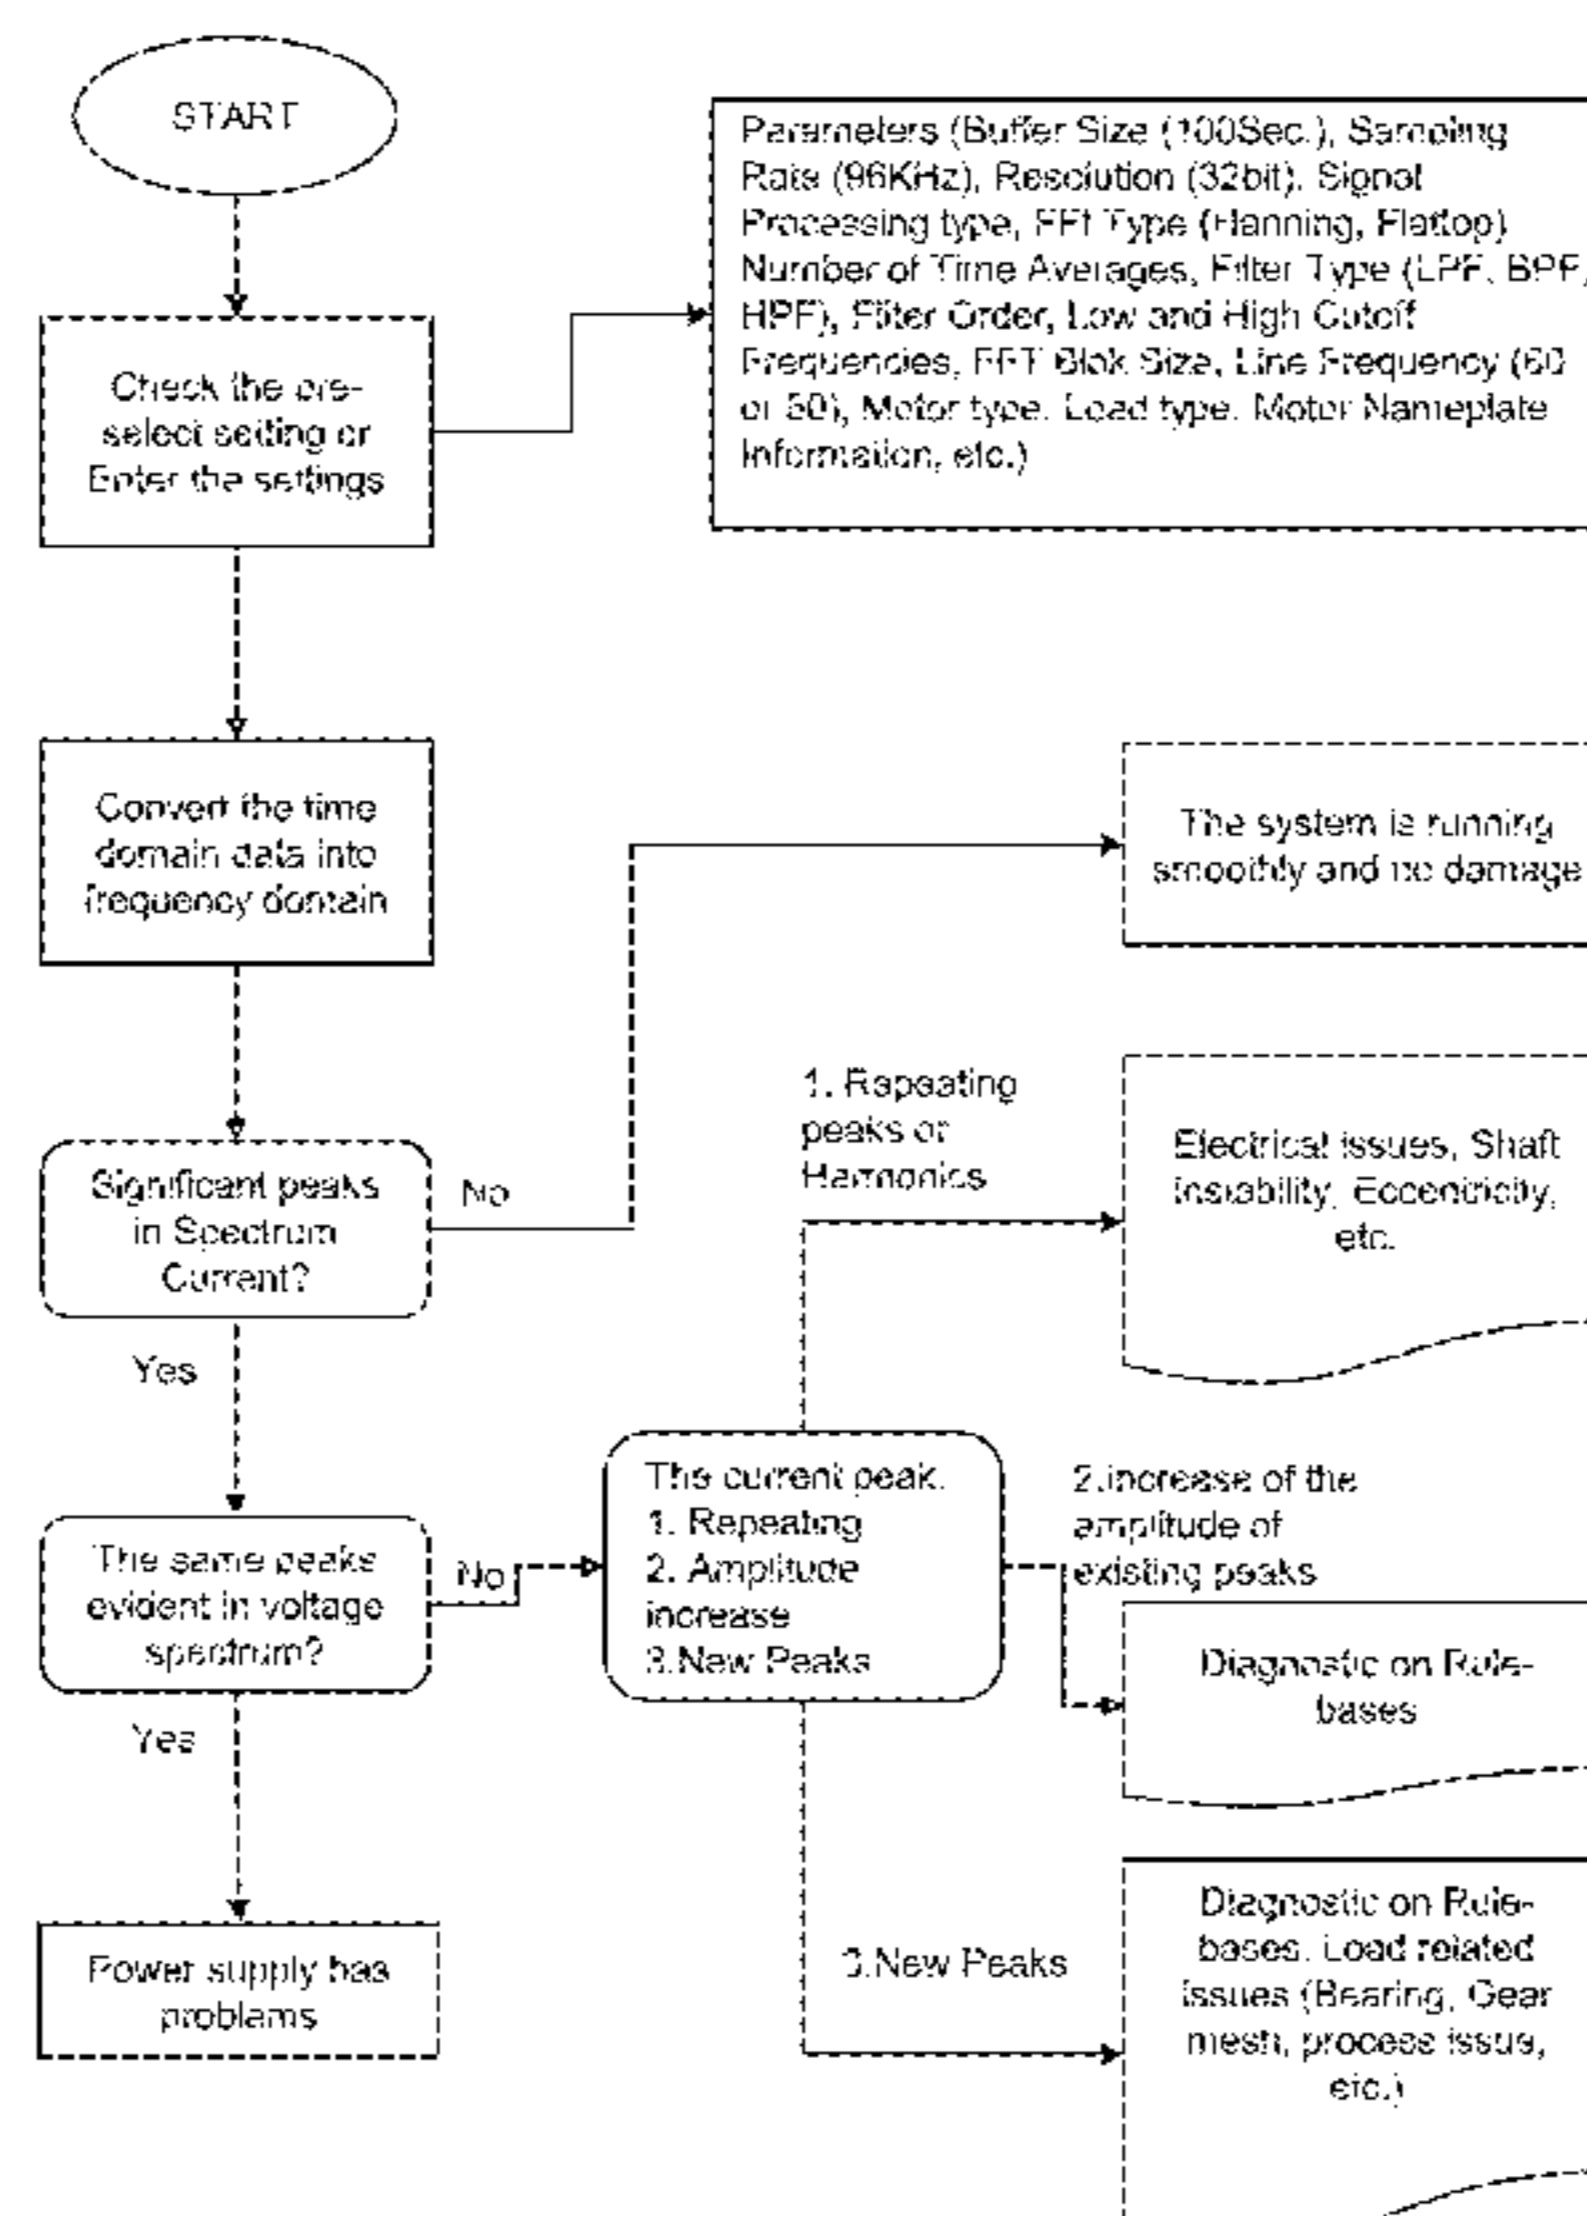 START
Parameters (Buffer Size (100Sec.), Sampling
Rate (96KHz), Resolution (32bit), Signal
Processing type, FFt Type (Hanning, Flattop)
Number of Time Averages, Filter Type (LPF, BPF,
HPF), Filter Order, Low and High Cutoff
Frequencies, FFT Blok Size, Line Frequency (60
or 50), Motor type. Load type. Motor Nameplate
Information, etc.)
Check the pre-
select setting or
Enter the settings
Convert the time
domain data into
frequency domain
The system is running
smoothly and no damage
Significant peaks
in Spectrum
Current?
No
Yes
1. Repeating
peaks or
Harmonics
Electrical issues, Shaft
Instability, Eccentricity,
etc.
The same peaks
evident in voltage
spectrum?
No
Yes
The current peak.
1. Repeating
2. Amplitude
increase
3.New Peaks
2.increase of the
amplitude of
existing peaks
Diagnostic on Rule-
bases
3.New Peaks
Diagnostic on Rule-
bases. Load related
issues (Bearing, Gear
mesh, process issue,
etc.)
Power supply has
problems